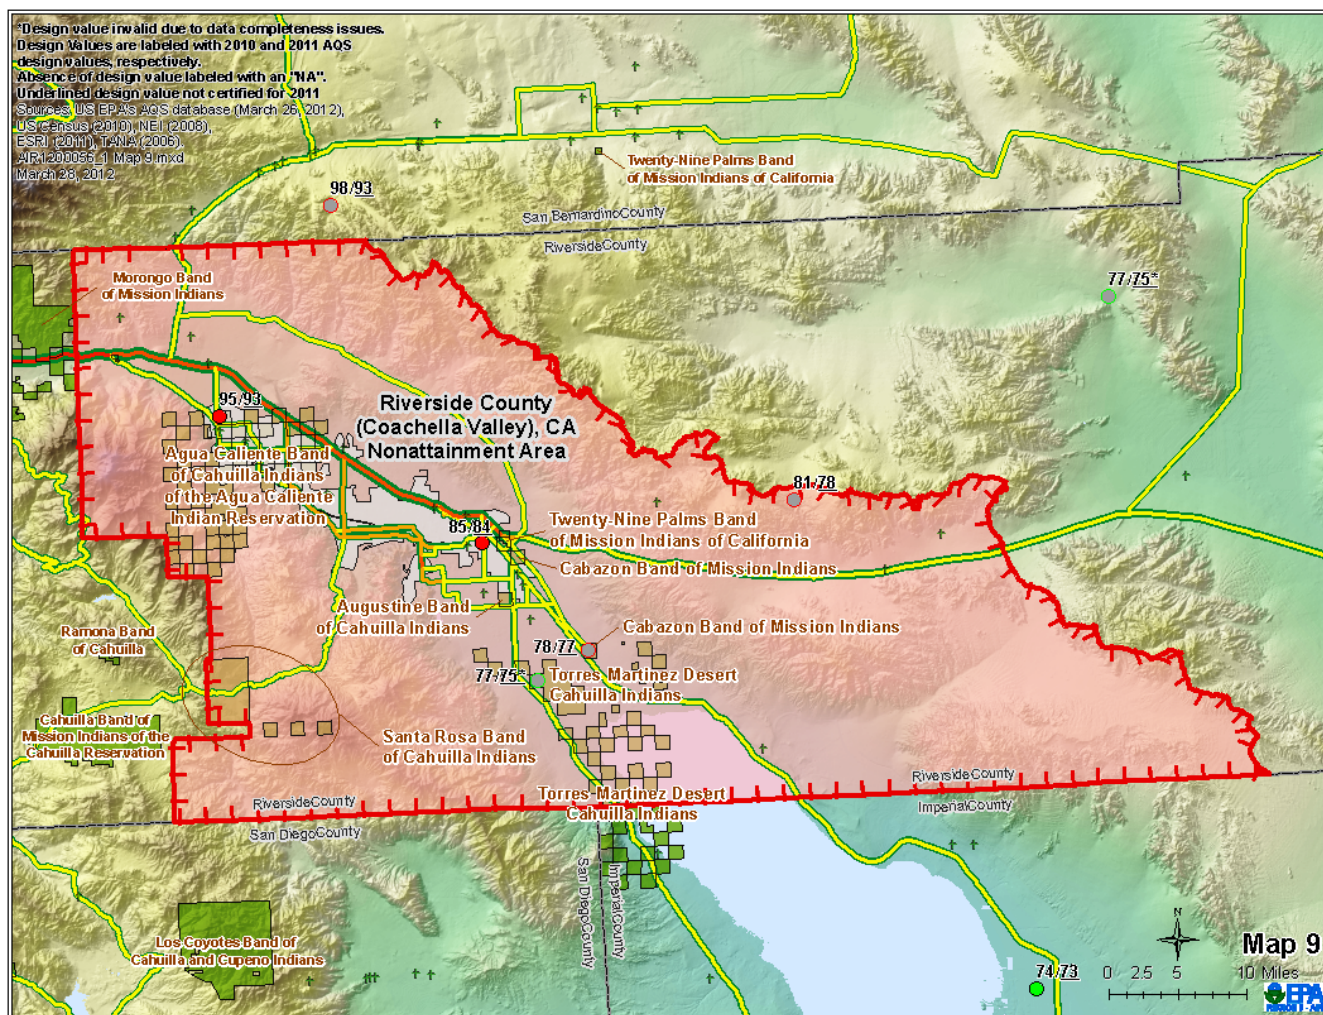 *Design value invalid due to data completeness issues.
Design Values are labeled with 2010 and 2011 AQS
design values, respectively.
Absence of design value labeled with an "NA".
Underlined design value not certified for 2011
Sources: US EPA's AQS database (March 26, 2012),
US Census (2010), NEI (2008),
ESRI (2011), TANA (2006).
AIR1200056_1 Map 9.mxd
March 28, 2012
Twenty-Nine Palms Band
of Mission Indians of California
98/93
San Bernardino County
Riverside County
Morongo Band
of Mission Indians
77/75*
95/93
Riverside County
(Coachella Valley), CA
Nonattainment Area
Agua Caliente Band
of Cahuilla Indians
of the Agua Caliente
Indian Reservation
81/78
85/84
Twenty-Nine Palms Band
of Mission Indians of California
Cabazon Band of Mission Indians
Augustine Band
of Cahuilla Indians
Cabazon Band of Mission Indians
Ramona Band
of Cahuilla
78/77
77/75*
Torres Martinez Desert
Cahuilla Indians
Cahuilla Band of
Mission Indians of the
Cahuilla Reservation
Santa Rosa Band
of Cahuilla Indians
Riverside County
Imperial County
Riverside County
San Diego County
Torres Martinez Desert
Cahuilla Indians
San Diego County
Imperial County
Los Coyotes Band of
Cahuilla and Cupeno Indians
N
Map 9
74/73
0 2.5 5 10 Miles
EPA